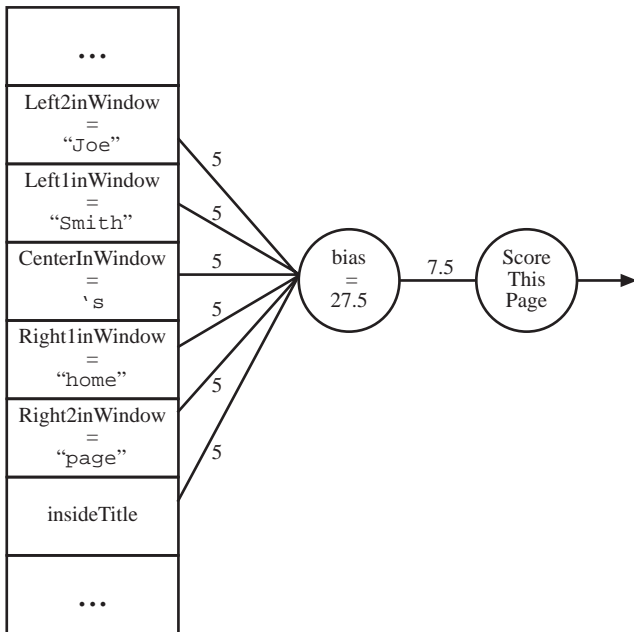 ...
Left2inWindow
=
“Joe”
Left1inWindow
=
“Smith”
CenterInWindow
=
‘s
Right1inWindow
=
“home”
Right2inWindow
=
“page”
insideTitle
...
5
5
5
5
5
5
bias
=
27.5
7.5
Score
This
Page